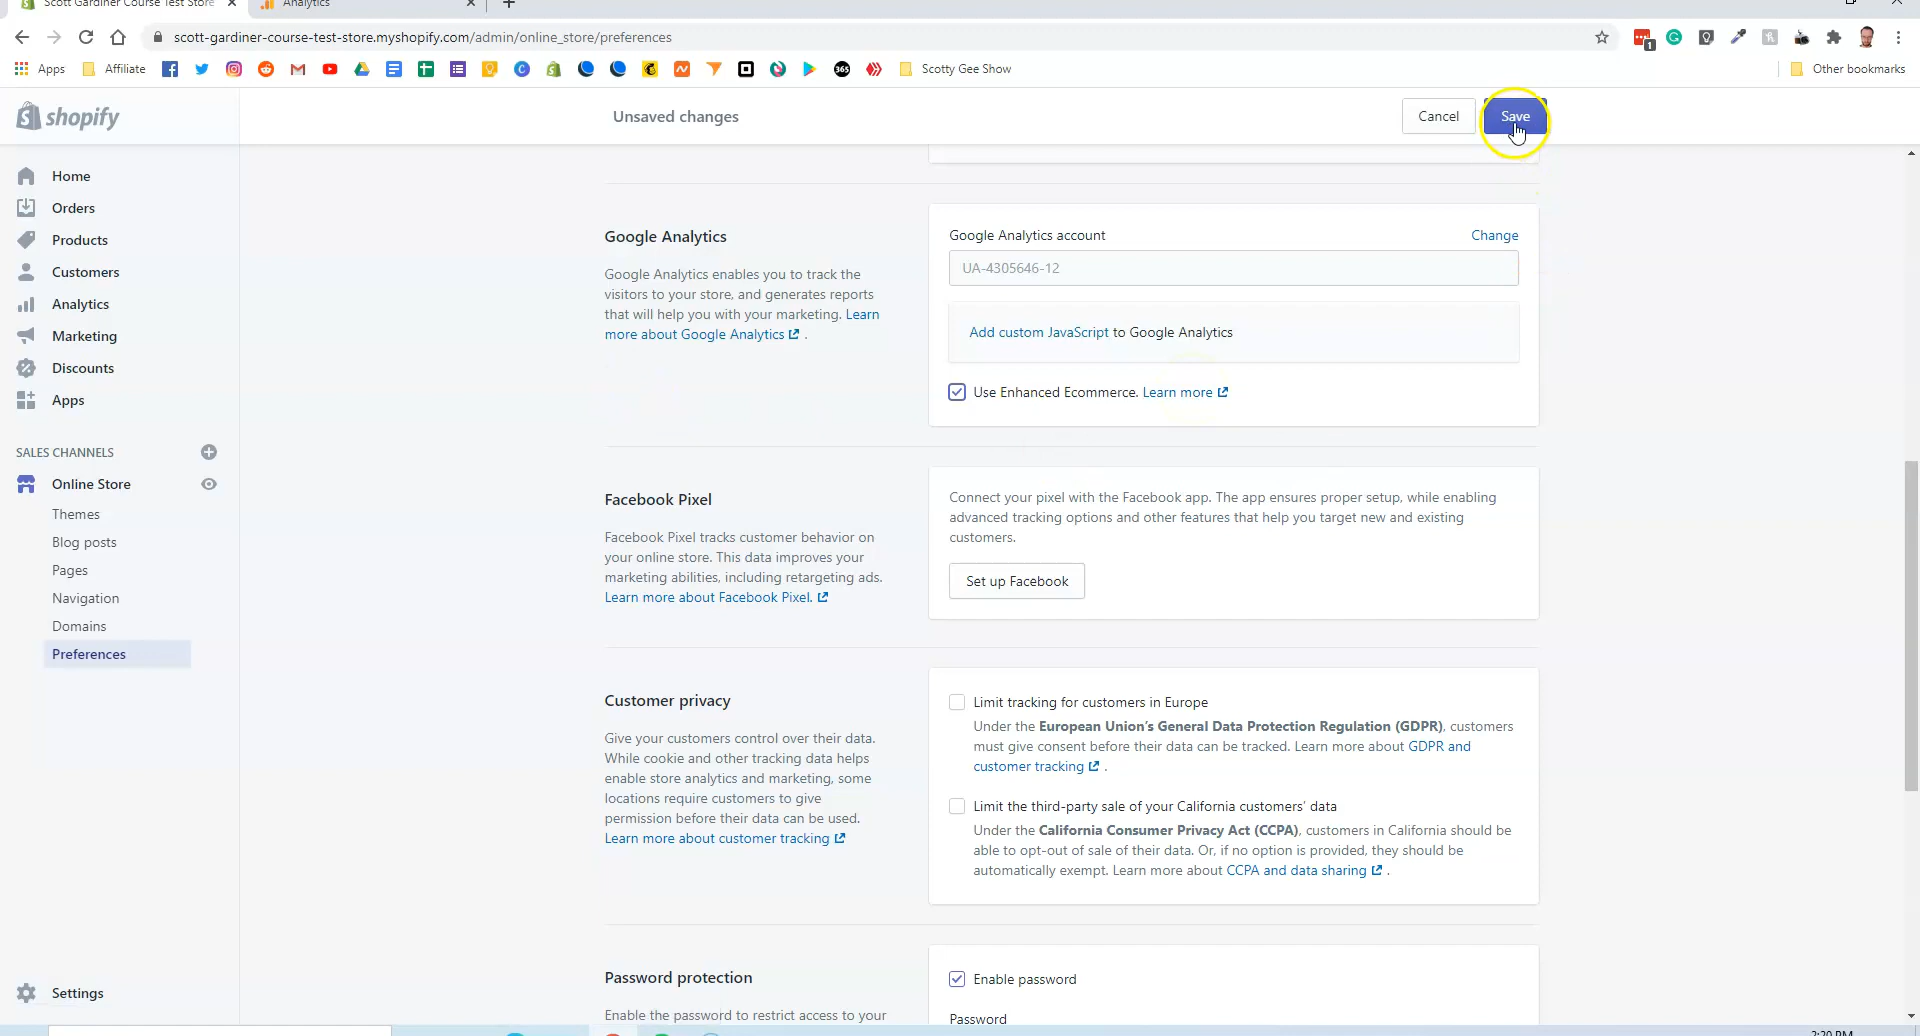 Scott Gardiner Course Test Store
Analytics
scott-gardiner-course-test-store.myshopify.com/admin/online_store/preferences
1
Apps
Affiliate
365
Scotty Gee Show
Other bookmarks
shopify
Unsaved changes
Cancel
Save
Home
Orders
Products
Customers
Analytics
Marketing
Discounts
Apps
SALES CHANNELS
Online Store
Themes
Blog posts
Pages
Navigation
Domains
Preferences
Settings
Google Analytics
Google Analytics enables you to track the
visitors to your store, and generates reports
that will help you with your marketing. Learn
more about Google Analytics .
Google Analytics account
Change
UA-4305646-12
Add custom JavaScript to Google Analytics
Use Enhanced Ecommerce. Learn more
Facebook Pixel
Facebook Pixel tracks customer behavior on
your online store. This data improves your
marketing abilities, including retargeting ads.
Learn more about Facebook Pixel.
Connect your pixel with the Facebook app. The app ensures proper setup, while enabling
advanced tracking options and other features that help you target new and existing
customers.
Set up Facebook
Customer privacy
Give your customers control over their data.
While cookie and other tracking data helps
enable store analytics and marketing, some
locations require customers to give
permission before their data can be used.
Learn more about customer tracking
Limit tracking for customers in Europe
Under the European Union's General Data Protection Regulation (GDPR), customers
must give consent before their data can be tracked. Learn more about GDPR and
customer tracking .
Limit the third-party sale of your California customers' data
Under the California Consumer Privacy Act (CCPA), customers in California should be
able to opt-out of sale of their data. Or, if no option is provided, they should be
automatically exempt. Learn more about CCPA and data sharing .
Password protection
Enable the password to restrict access to your
Enable password
Password
2:20 PM